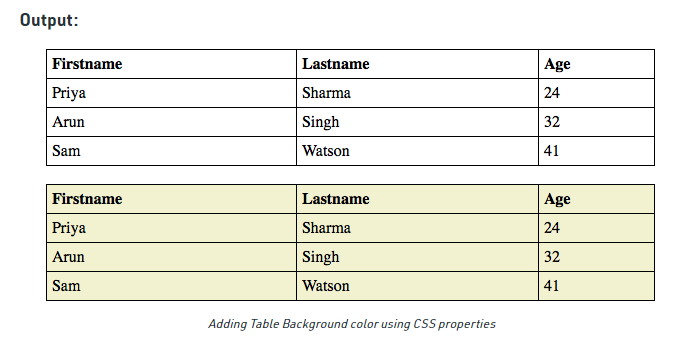 Output:
Firstname Lastname Age
Priya Sharma 24
Arun Singh 32
Sam Watson 41
Firstname Lastname Age
Priya Sharma 24
Arun Singh 32
Sam Watson 41
Adding Table Background color using CSS properties